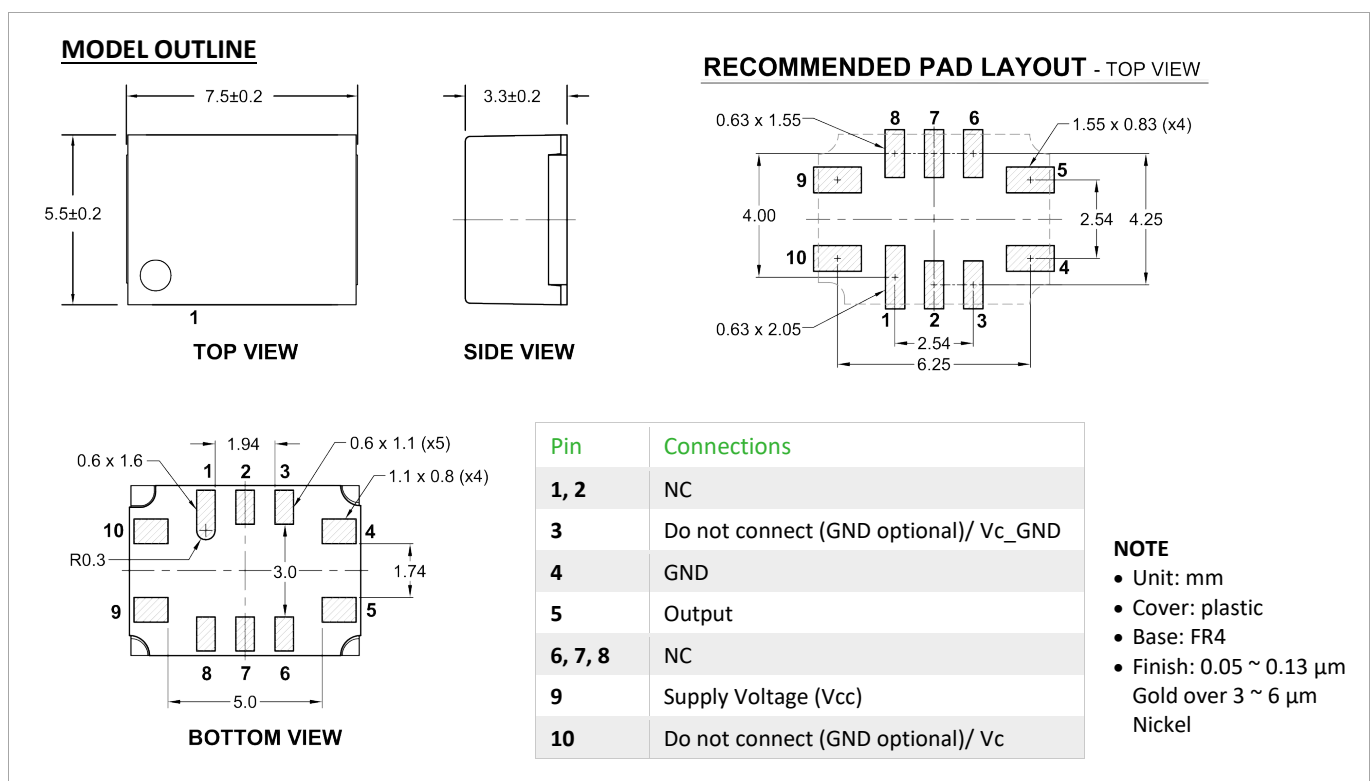 MODEL OUTLINE
7.5±0.2
5.5±0.2
1
TOP VIEW
3.3±0.2
SIDE VIEW
RECOMMENDED PAD LAYOUT - TOP VIEW
0.63 x 1.55
8 7 6
1.55 x 0.83 (x4)
9
5
4.00
2.54
4.25
10
4
0.63 x 2.05
1 2 3
2.54
6.25
1.94
0.6 x 1.1 (x5)
0.6 x 1.6
1 2 3
1.1 x 0.8 (x4)
10
4
R0.3
3.0
1.74
9
5
8 7 6
5.0
BOTTOM VIEW
Pin Connections
1, 2 NC
3 Do not connect (GND optional)/ Vc_GND
4 GND
5 Output
6, 7, 8 NC
9 Supply Voltage (Vcc)
10 Do not connect (GND optional)/ Vc
NOTE
• Unit: mm
• Cover: plastic
• Base: FR4
• Finish: 0.05 ~ 0.13 µm
Gold over 3 ~ 6 µm
Nickel